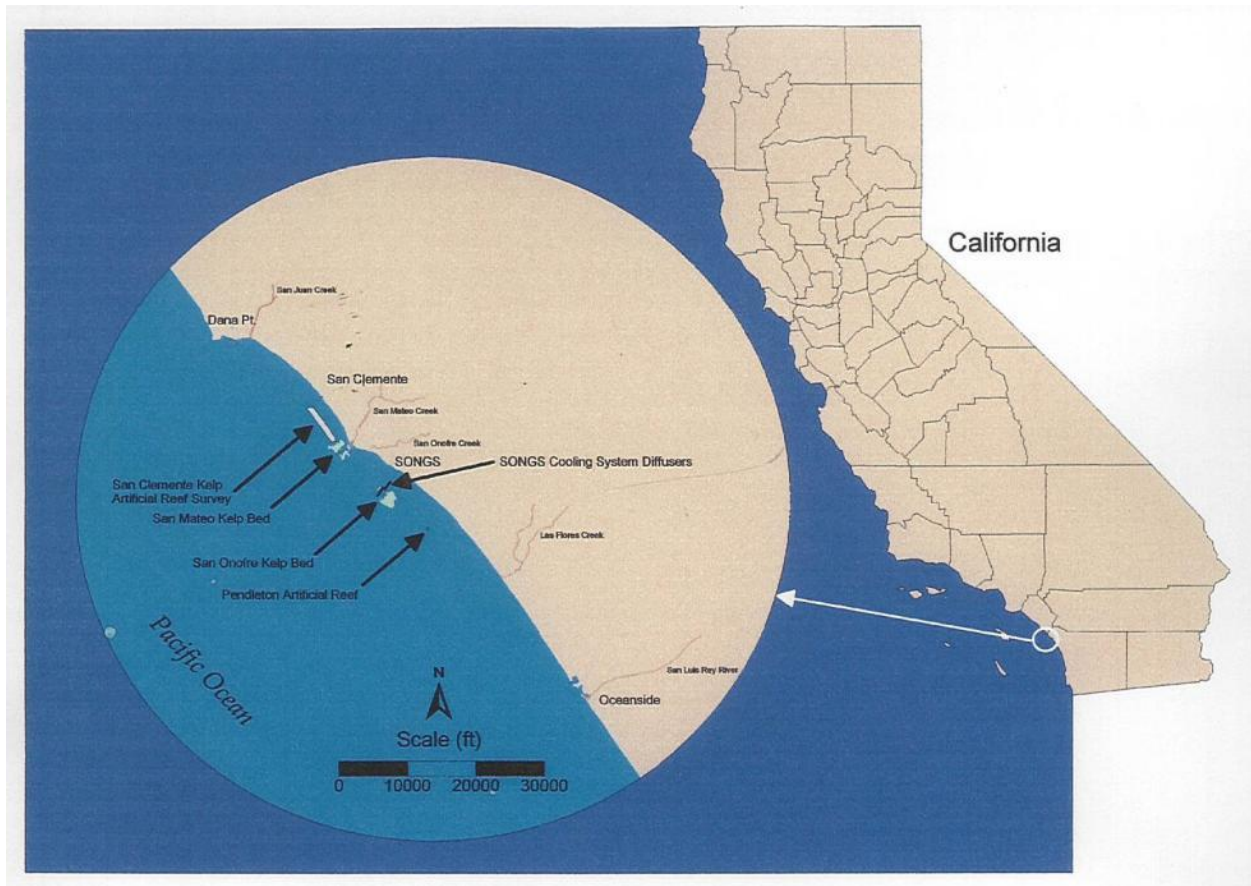 California
San Juan Creek
Dana Pt.
San Clemente
San Mateo Creek
San Onofre Creek
SONGS
SONGS Cooling System Diffusers
San Clemente Kelp
Artificial Reef Survey
San Mateo Kelp Bed
Las Flores Creek
San Onofre Kelp Bed
Pendleton Artificial Reef
Pacific Ocean
San Luis Rey River
Oceanside
N
Scale (ft)
0 10000 20000 30000